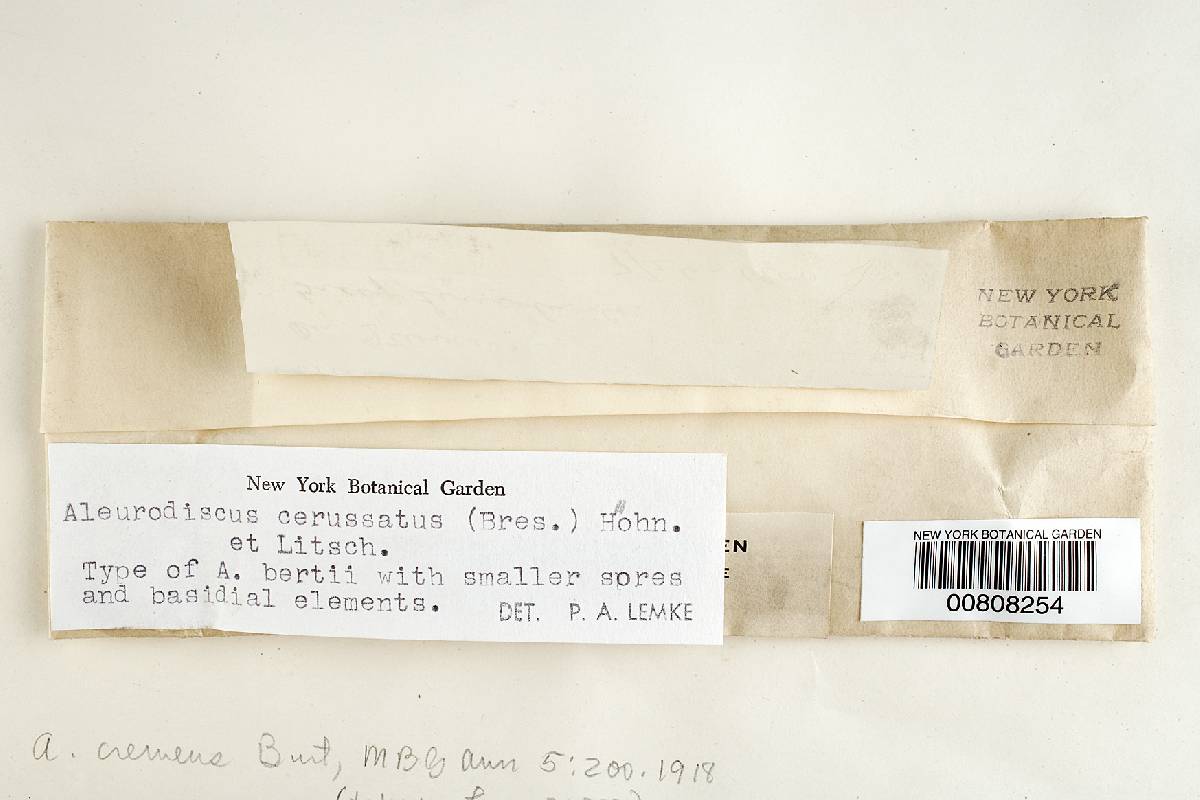 NEW YORK
BOTANICAL
GARDEN
New York Botanical Garden
Aleurodiscus cerussatus (Bres.) Höhn.
et Litsch.
Type of A. bertii with smaller spores
and basidial elements.
DET. P. A. LEMKE
EN
E
NEW YORK BOTANICAL GARDEN
00808254
A. cremeus Burt, MBG Ann 5:200.1918